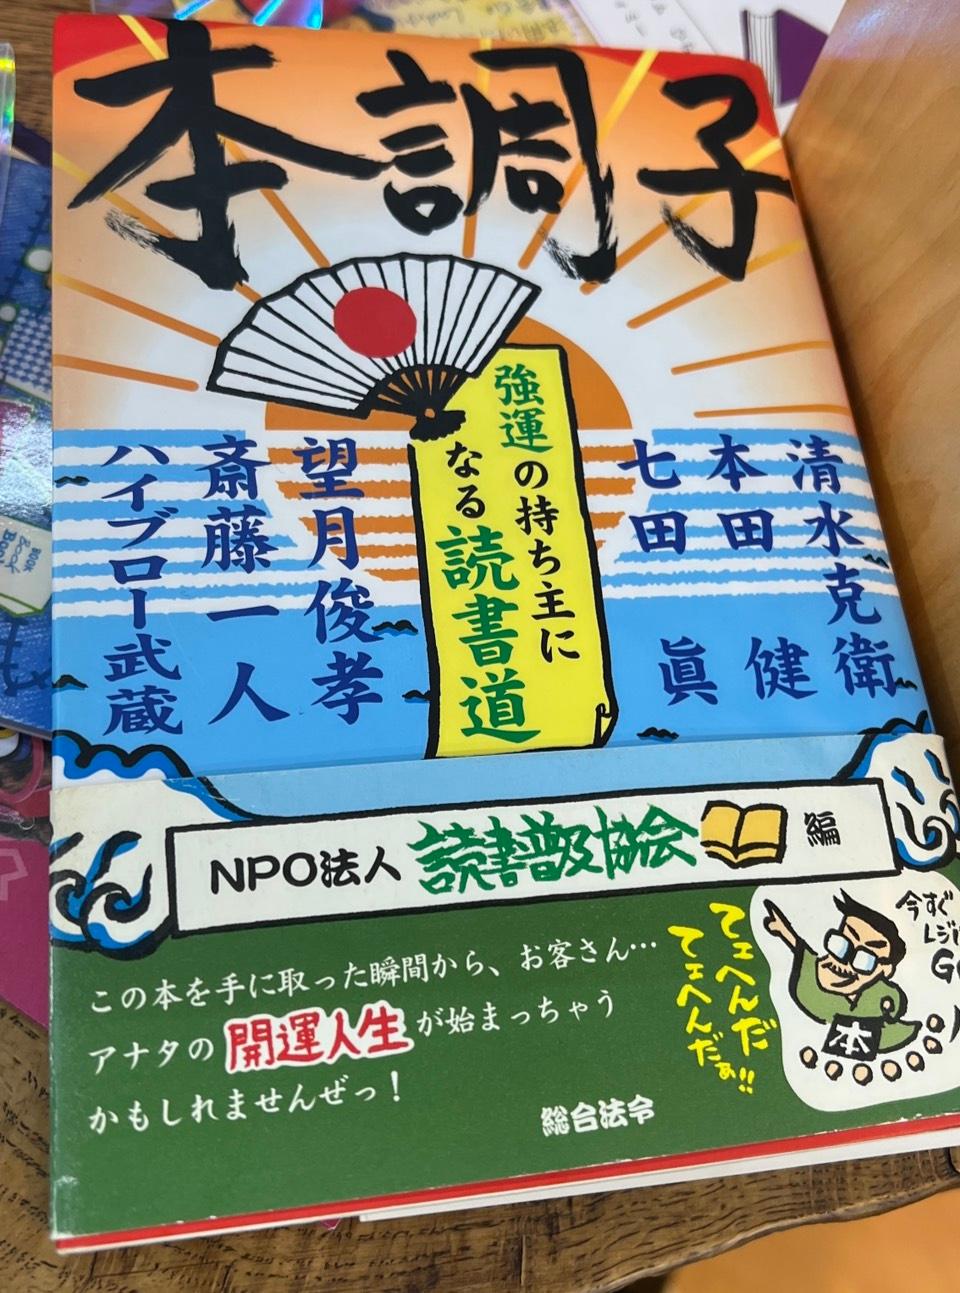 本調子
強運の持ち主に
なる読書道
清水克衛
本田健
七田眞
望月俊孝
斎藤一人
ハイブロー武蔵
NPO法人 読書普及協会 編
この本を手に取った瞬間から、お客さん…
アナタの開運人生が始まっちゃう
かもしれませんぜっ!
てエへんだ
てエへんだぁ!!
今すぐ
本
総合法令